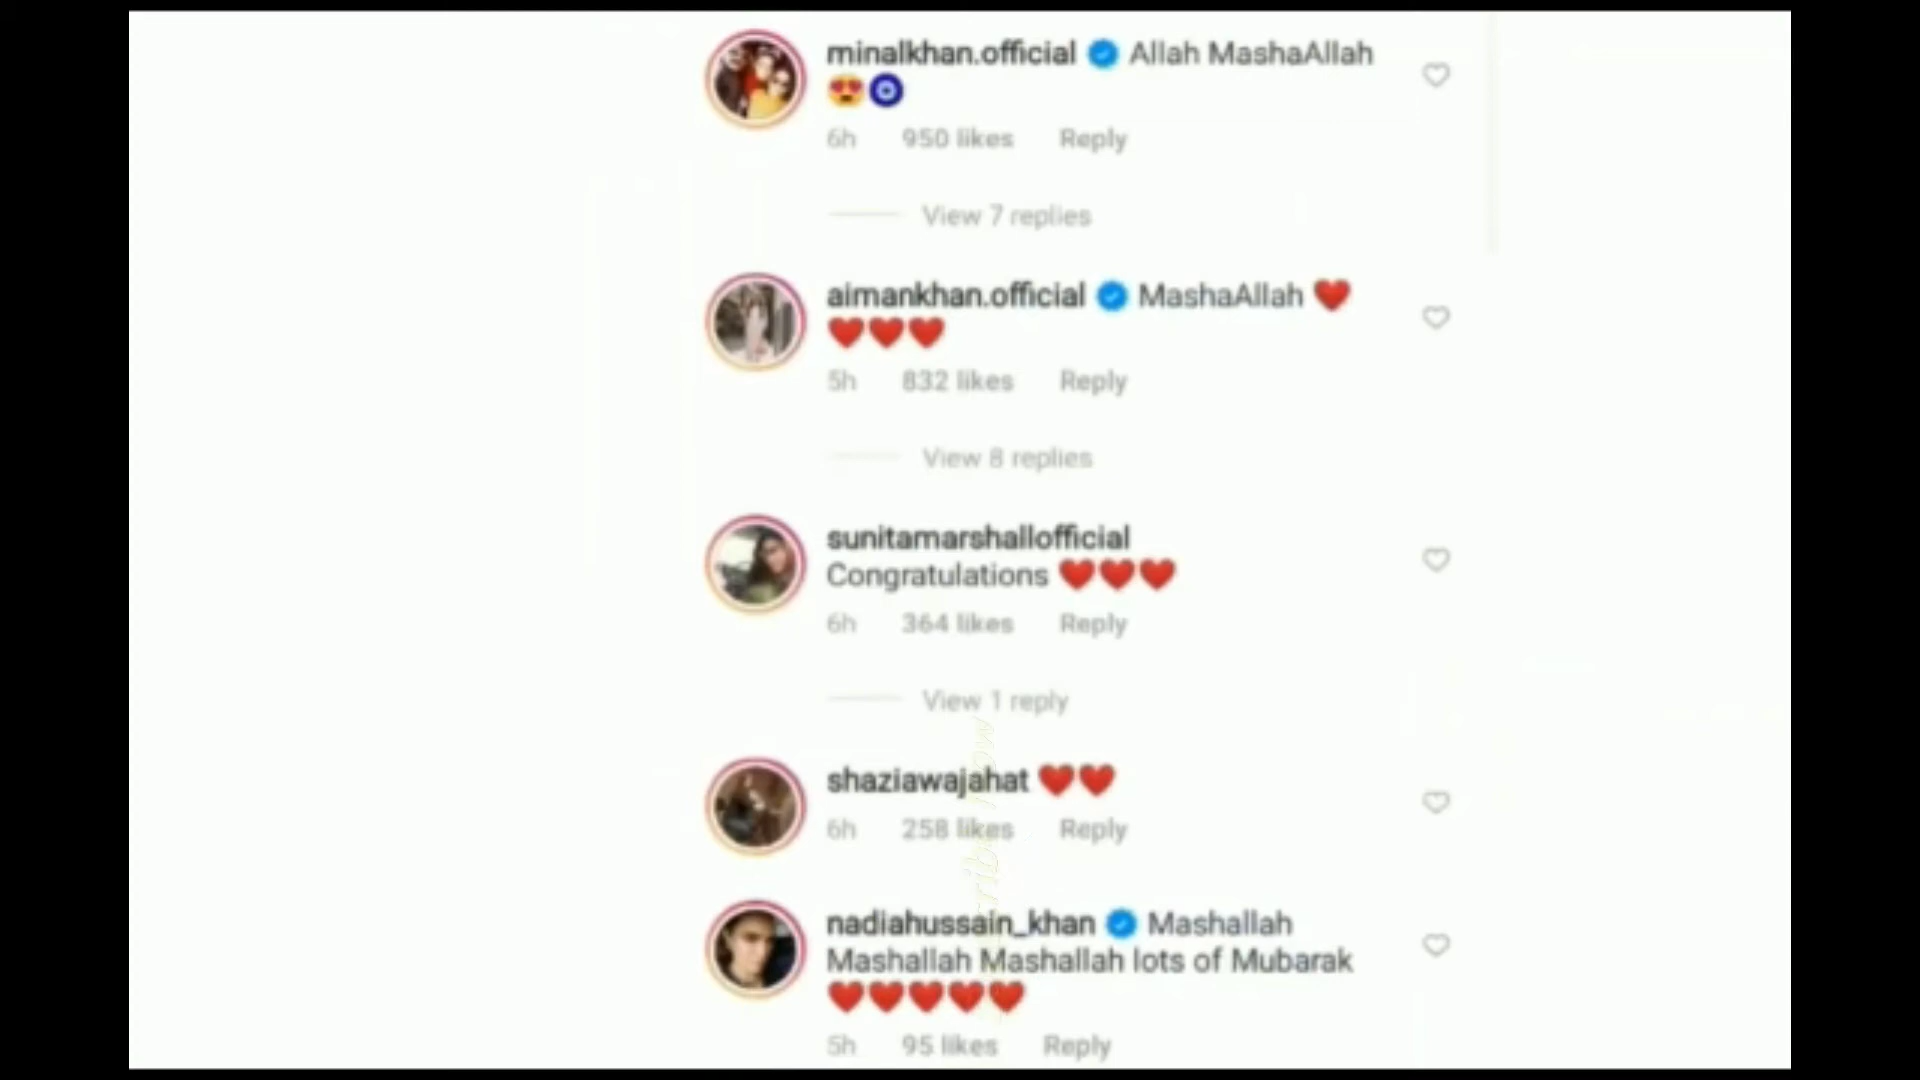 minalkhan.official Allah MashaAllah
😍🧿
6h 950 likes Reply
View 7 replies
aimankhan.official MashaAllah ❤️
❤️❤️❤️
5h 832 likes Reply
View 8 replies
sunitamarshallofficial
Congratulations ❤️❤️❤️
6h 364 likes Reply
View 1 reply
shaziawajahat ❤️❤️
6h 258 likes Reply
nadiahussain_khan Mashallah
Mashallah Mashallah lots of Mubarak
❤️❤️❤️❤️❤️
5h 95 likes Reply